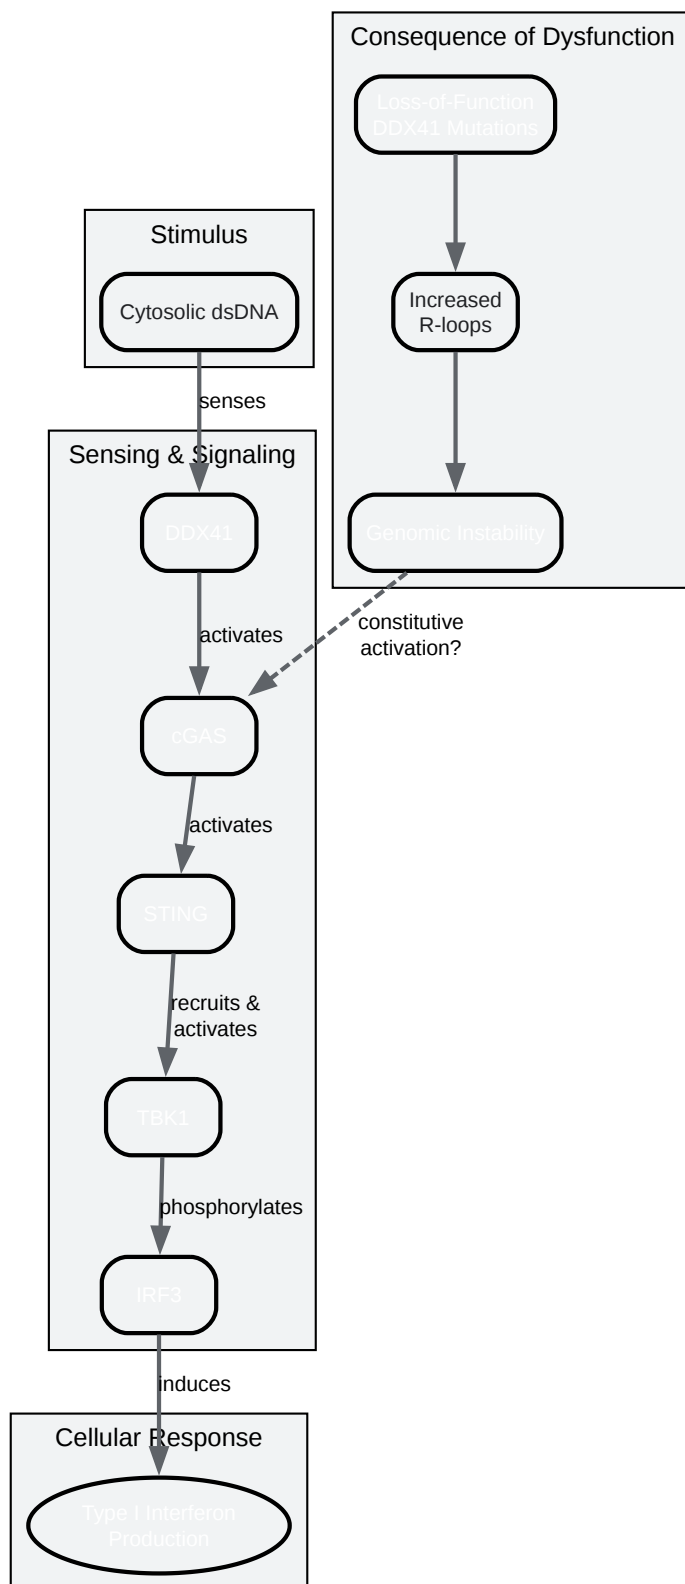 Consequence of Dysfunction
Loss-of-Function
DDX41 Mutations
Stimulus
Cytosolic dsDNA
Increased
R-loops
senses
Sensing & Signaling
DDX41
Genomic Instability
activates
constitutive
activation?
cGAS
activates
STING
recruits &
activates
TBK1
phosphorylates
IRF3
induces
Cellular Response
Type I Interferon
Production